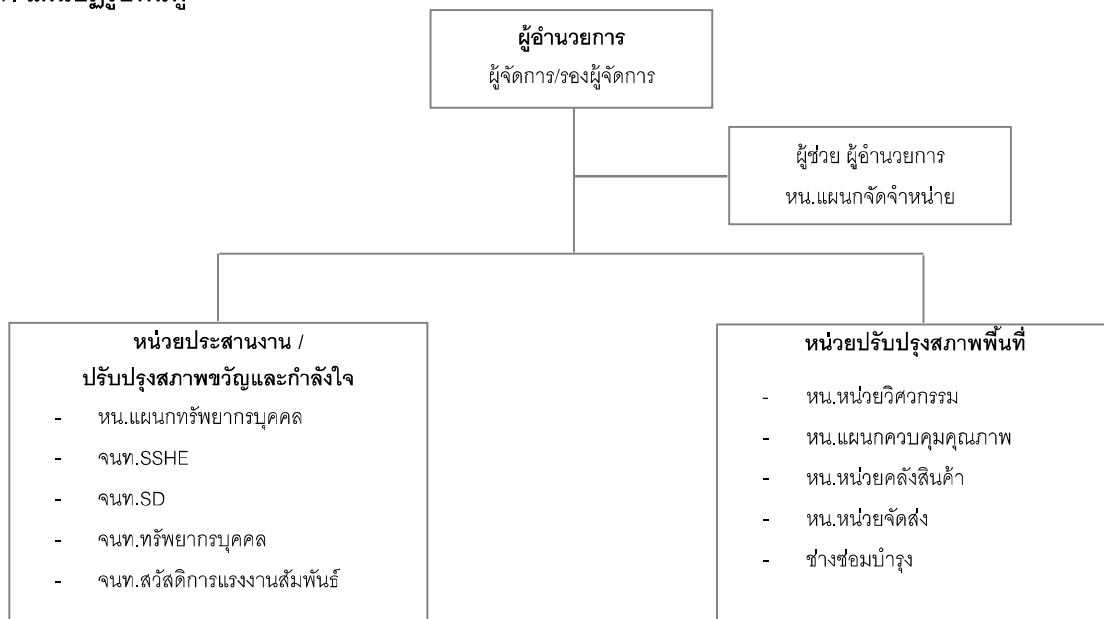 ผู้อำนวยการ
ผู้จัดการ/รองผู้จัดการ
ผู้ช่วย ผู้อำนวยการ
หน.แผนกจัดจำหน่าย
หน่วยประสานงาน /
ปรับปรุงสภาพขวัญและกำลังใจ
- หน.แผนกทรัพยากรบุคคล
- จนท.SSHE
- จนท.SD
- จนท.ทรัพยากรบุคคล
- จนท.สวัสดิการแรงงานสัมพันธ์
หน่วยปรับปรุงสภาพพื้นที่
- หน.หน่วยวิศวกรรม
- หน.แผนกควบคุมคุณภาพ
- หน.หน่วยคลังสินค้า
- หน.หน่วยจัดส่ง
- ช่างซ่อมบำรุง